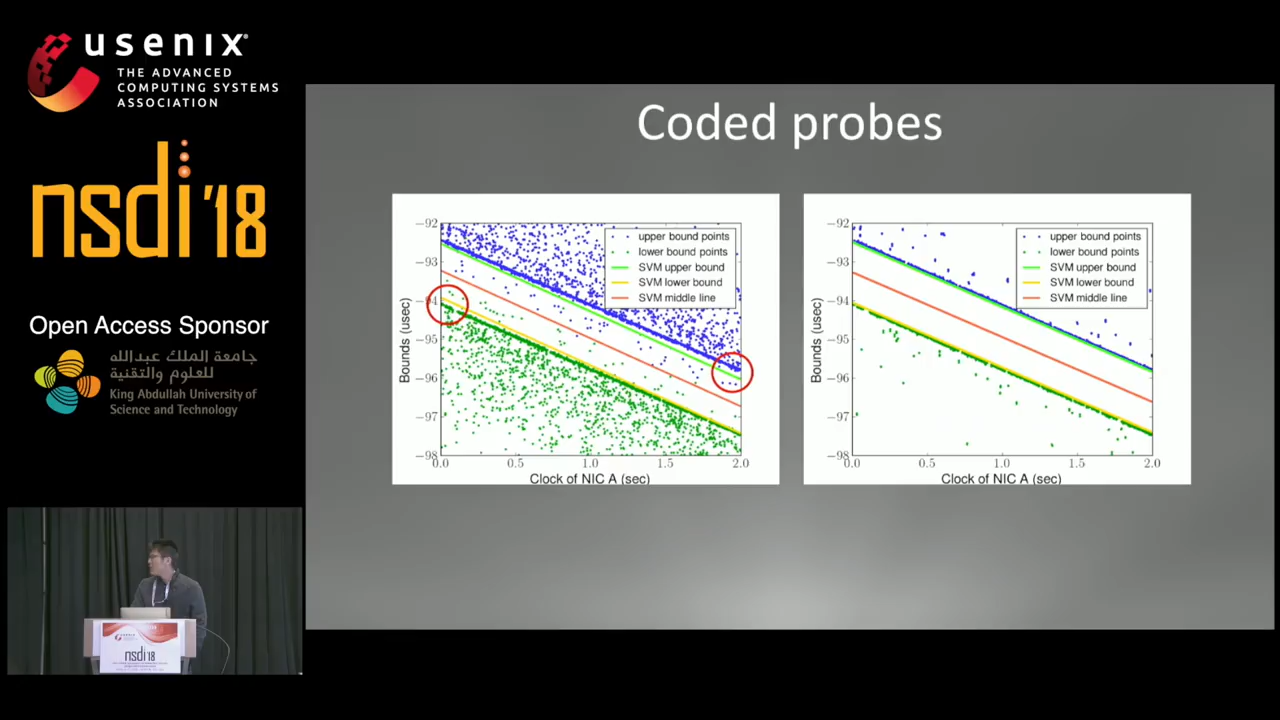 usenix
THE ADVANCED
COMPUTING SYSTEMS
ASSOCIATION
nsdi '18
Open Access Sponsor
جامعة الملك عبدالله
للعلوم والتقنية
King Abdullah University of
Science and Technology
Coded probes
−92
−93
−94
−95
−96
−97
−98
Bounds (usec)
upper bound points
lower bound points
SVM upper bound
SVM lower bound
SVM middle line
0.0 0.5 1.0 1.5 2.0
Clock of NIC A (sec)
−92
−93
−94
−95
−96
−97
−98
Bounds (usec)
upper bound points
lower bound points
SVM upper bound
SVM lower bound
SVM middle line
0.0 0.5 1.0 1.5 2.0
Clock of NIC A (sec)
usenix
nsdi '18